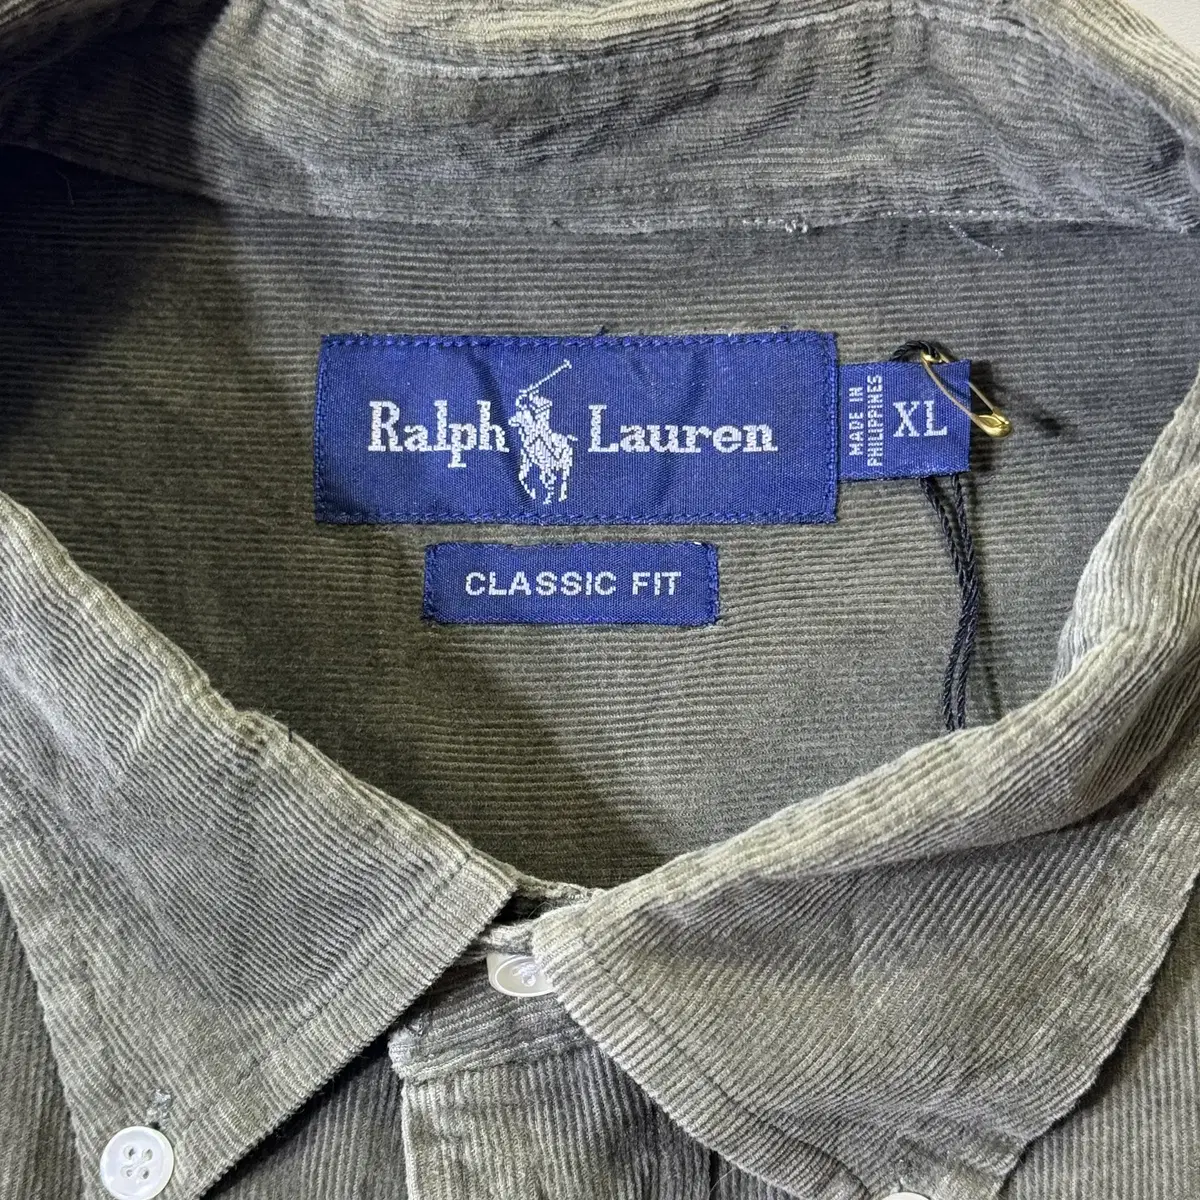 Ralph Lauren
MADE IN
PHILIPPINES
XL
CLASSIC FIT